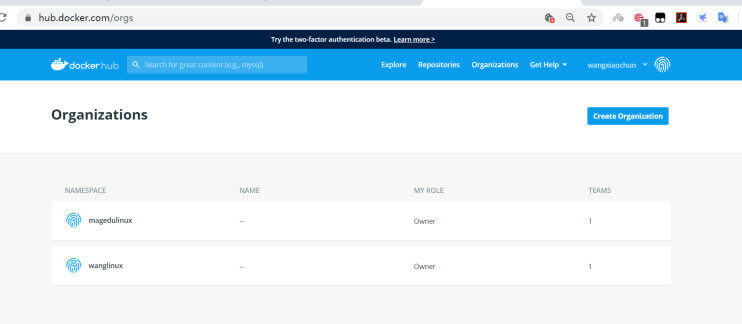 hub.docker.com/orgs
1
Try the two-factor authentication beta. Learn more >
docker hub Search for great content (e.g., mysql) Explore Repositories Organizations Get Help wangxiaochun
Organizations
Create Organization
NAMESPACE NAME MY ROLE TEAMS
magedulinux -- Owner 1
wanglinux -- Owner 1